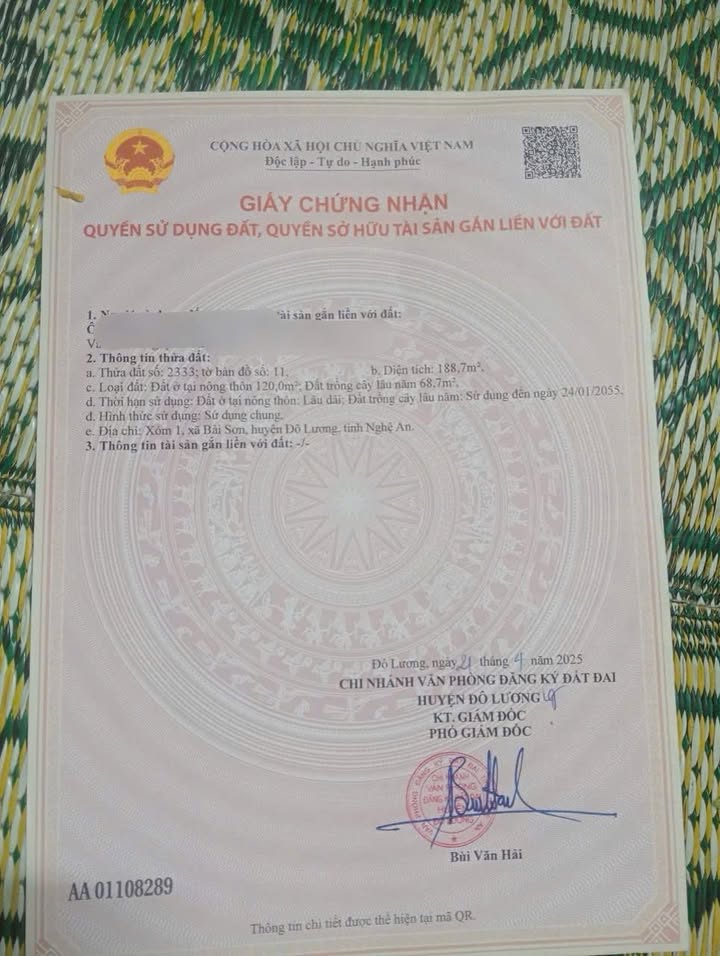 CỘNG HÒA XÃ HỘI CHỦ NGHĨA VIỆT NAM
Độc lập - Tự do - Hạnh phúc
GIẤY CHỨNG NHẬN
QUYỀN SỬ DỤNG ĐẤT, QUYỀN SỞ HỮU TÀI SẢN GẮN LIỀN VỚI ĐẤT
1. tài sản gắn liền với đất:
2. Thông tin thửa đất:
a. Thửa đất số: 2333; tờ bản đồ số: 11, b. Diện tích: 188,7m².
c. Loại đất: Đất ở tại nông thôn 120,0m²; Đất trồng cây lâu năm 68,7m².
d. Thời hạn sử dụng: Đất ở tại nông thôn: Lâu dài; Đất trồng cây lâu năm: Sử dụng đến ngày 24/01/2055.
đ. Hình thức sử dụng: Sử dụng chung.
e. Địa chỉ: Xóm 1, xã Bài Sơn, huyện Đô Lương, tỉnh Nghệ An.
3. Thông tin tài sản gắn liền với đất: -/-
Đô Lương, ngày 21 tháng 4 năm 2025
CHI NHÁNH VĂN PHÒNG ĐĂNG KÝ ĐẤT ĐAI
HUYỆN ĐÔ LƯƠNG
KT. GIÁM ĐỐC
PHÓ GIÁM ĐỐC
Bùi Văn Hải
AA 01108289
Thông tin chi tiết được thể hiện tại mã QR.